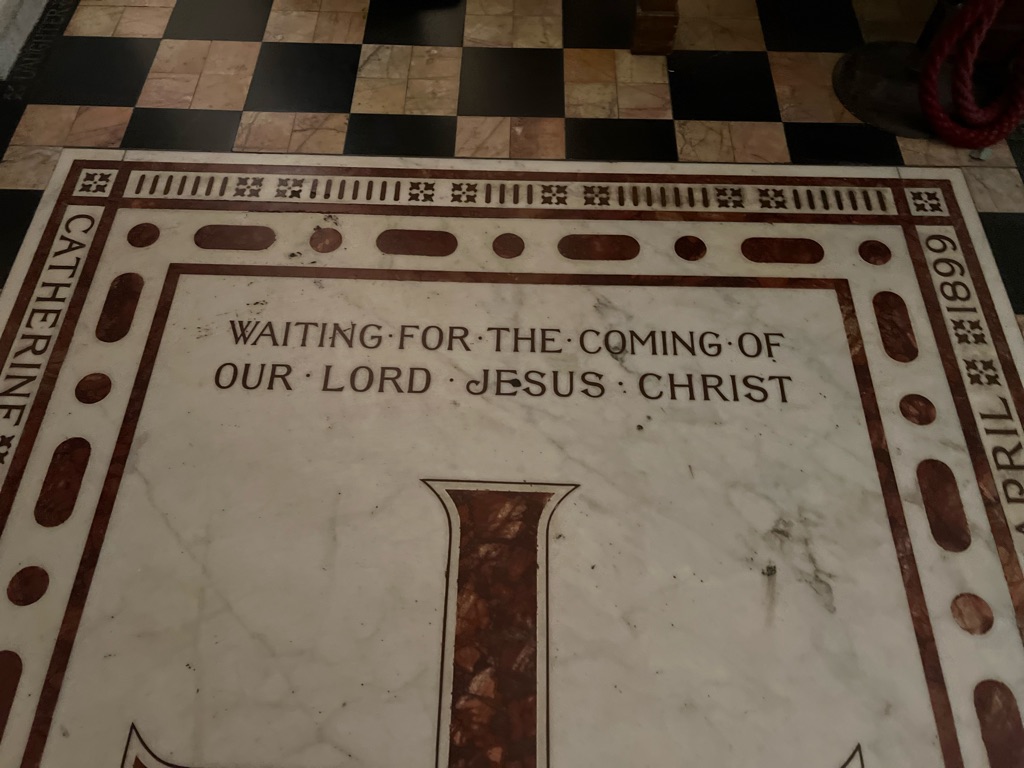 WAITING·FOR·THE·COMING·OF
OUR·LORD·JESUS:CHRIST
CATHERINE
APRIL
1899